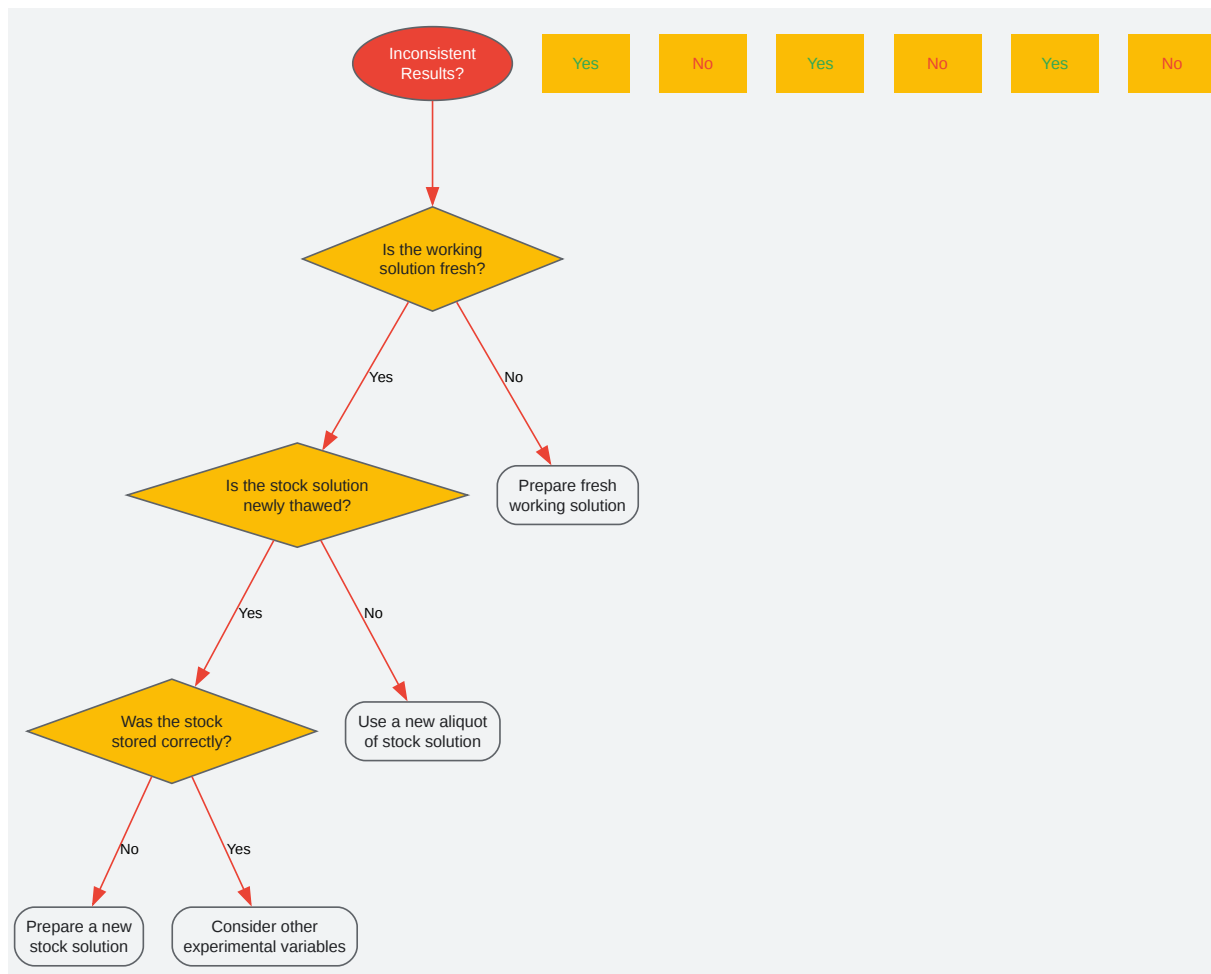 Inconsistent
Results?
Yes
No
Yes
No
Yes
No
Is the working
solution fresh?
Yes
No
Is the stock solution
newly thawed?
Prepare fresh
working solution
Yes
No
Was the stock
stored correctly?
Use a new aliquot
of stock solution
No
Yes
Prepare a new
stock solution
Consider other
experimental variables